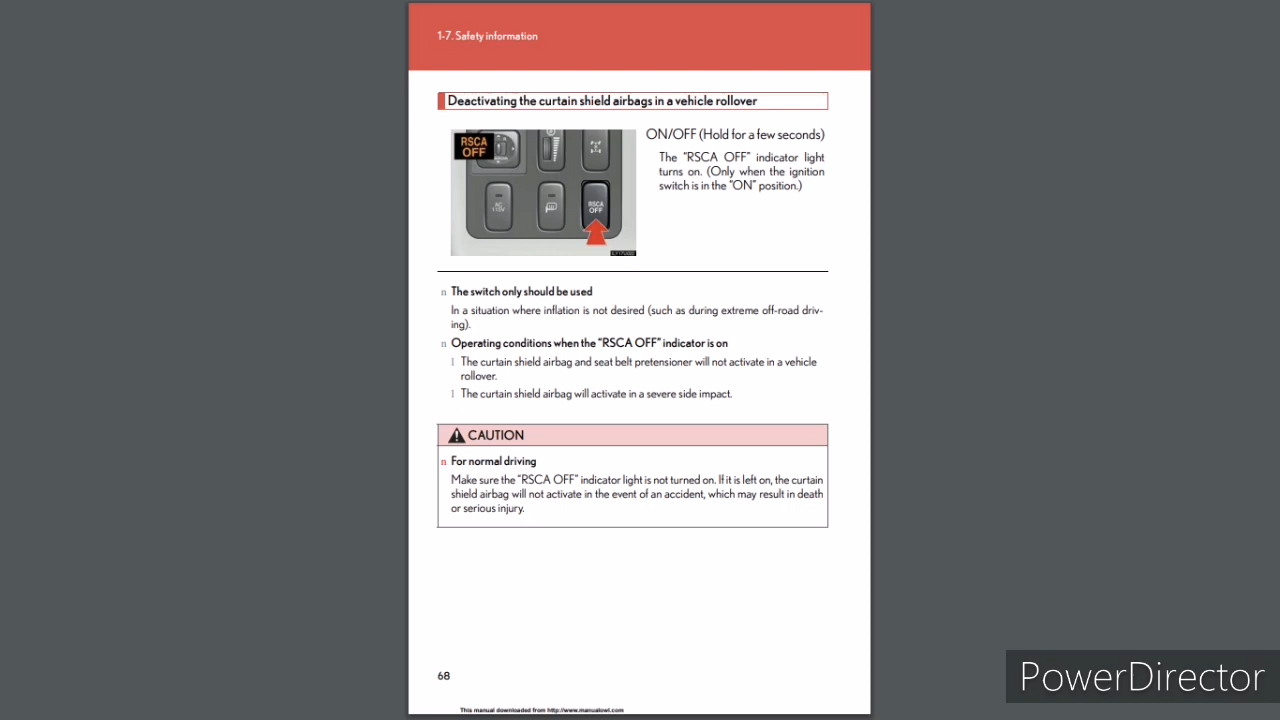 1-7. Safety information
Deactivating the curtain shield airbags in a vehicle rollover
RSCA
OFF
AC
115V
RSCA
OFF
ON/OFF (Hold for a few seconds)
The “RSCA OFF” indicator light
turns on. (Only when the ignition
switch is in the “ON” position.)
n The switch only should be used
In a situation where inflation is not desired (such as during extreme off-road driv-
ing).
n Operating conditions when the “RSCA OFF” indicator is on
l The curtain shield airbag and seat belt pretensioner will not activate in a vehicle
rollover.
l The curtain shield airbag will activate in a severe side impact.
CAUTION
n For normal driving
Make sure the “RSCA OFF” indicator light is not turned on. If it is left on, the curtain
shield airbag will not activate in the event of an accident, which may result in death
or serious injury.
68
This manual downloaded from http://www.manualowl.com
PowerDirector